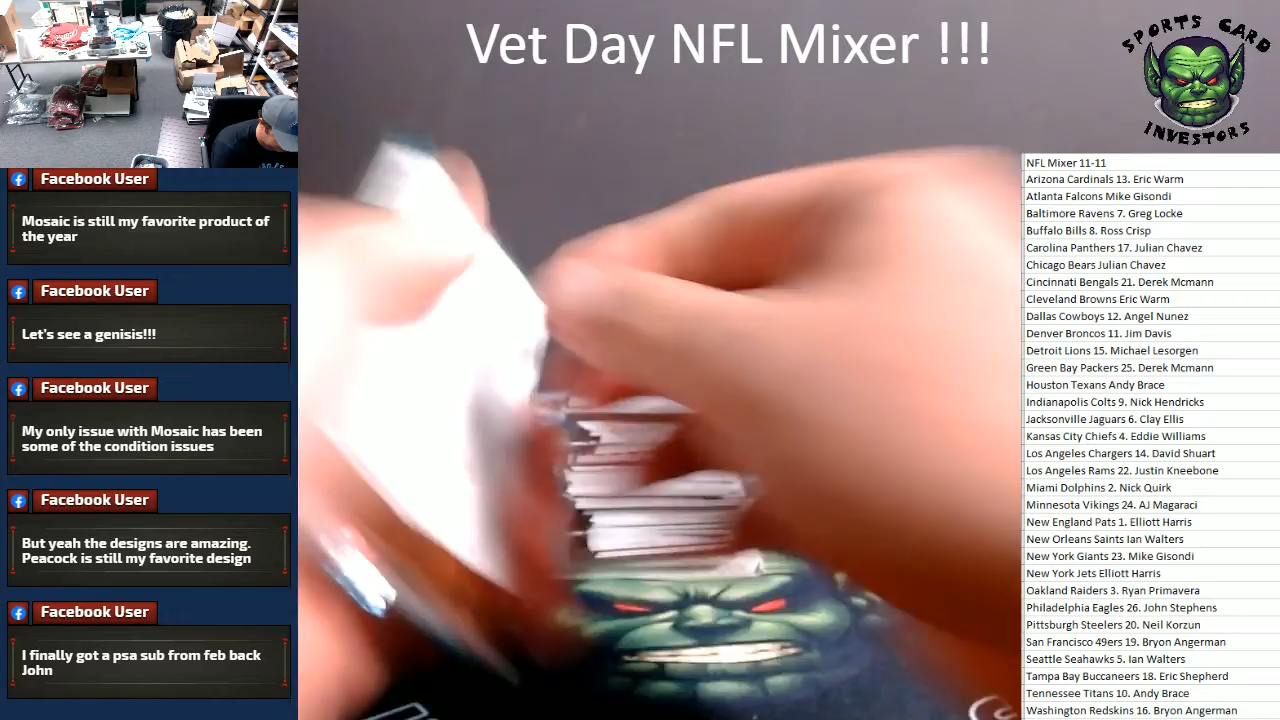 Vet Day NFL Mixer !!!
SPORTS CARD
INVESTORS
Facebook User
Mosaic is still my favorite product of
the year
Facebook User
Let's see a genisis!!!
Facebook User
My only issue with Mosaic has been
some of the condition issues
Facebook User
But yeah the designs are amazing.
Peacock is still my favorite design
Facebook User
I finally got a psa sub from feb back
John
NFL Mixer 11-11
Arizona Cardinals 13. Eric Warm
Atlanta Falcons Mike Gisondi
Baltimore Ravens 7. Greg Locke
Buffalo Bills 8. Ross Crisp
Carolina Panthers 17. Julian Chavez
Chicago Bears Julian Chavez
Cincinnati Bengals 21. Derek Mcmann
Cleveland Browns Eric Warm
Dallas Cowboys 12. Angel Nunez
Denver Broncos 11. Jim Davis
Detroit Lions 15. Michael Lesorgen
Green Bay Packers 25. Derek Mcmann
Houston Texans Andy Brace
Indianapolis Colts 9. Nick Hendricks
Jacksonville Jaguars 6. Clay Ellis
Kansas City Chiefs 4. Eddie Williams
Los Angeles Chargers 14. David Shuart
Los Angeles Rams 22. Justin Kneebone
Miami Dolphins 2. Nick Quirk
Minnesota Vikings 24. AJ Magaraci
New England Pats 1. Elliott Harris
New Orleans Saints Ian Walters
New York Giants 23. Mike Gisondi
New York Jets Elliott Harris
Oakland Raiders 3. Ryan Primavera
Philadelphia Eagles 26. John Stephens
Pittsburgh Steelers 20. Neil Korzun
San Francisco 49ers 19. Bryon Angerman
Seattle Seahawks 5. Ian Walters
Tampa Bay Buccaneers 18. Eric Shepherd
Tennessee Titans 10. Andy Brace
Washington Redskins 16. Bryon Angerman